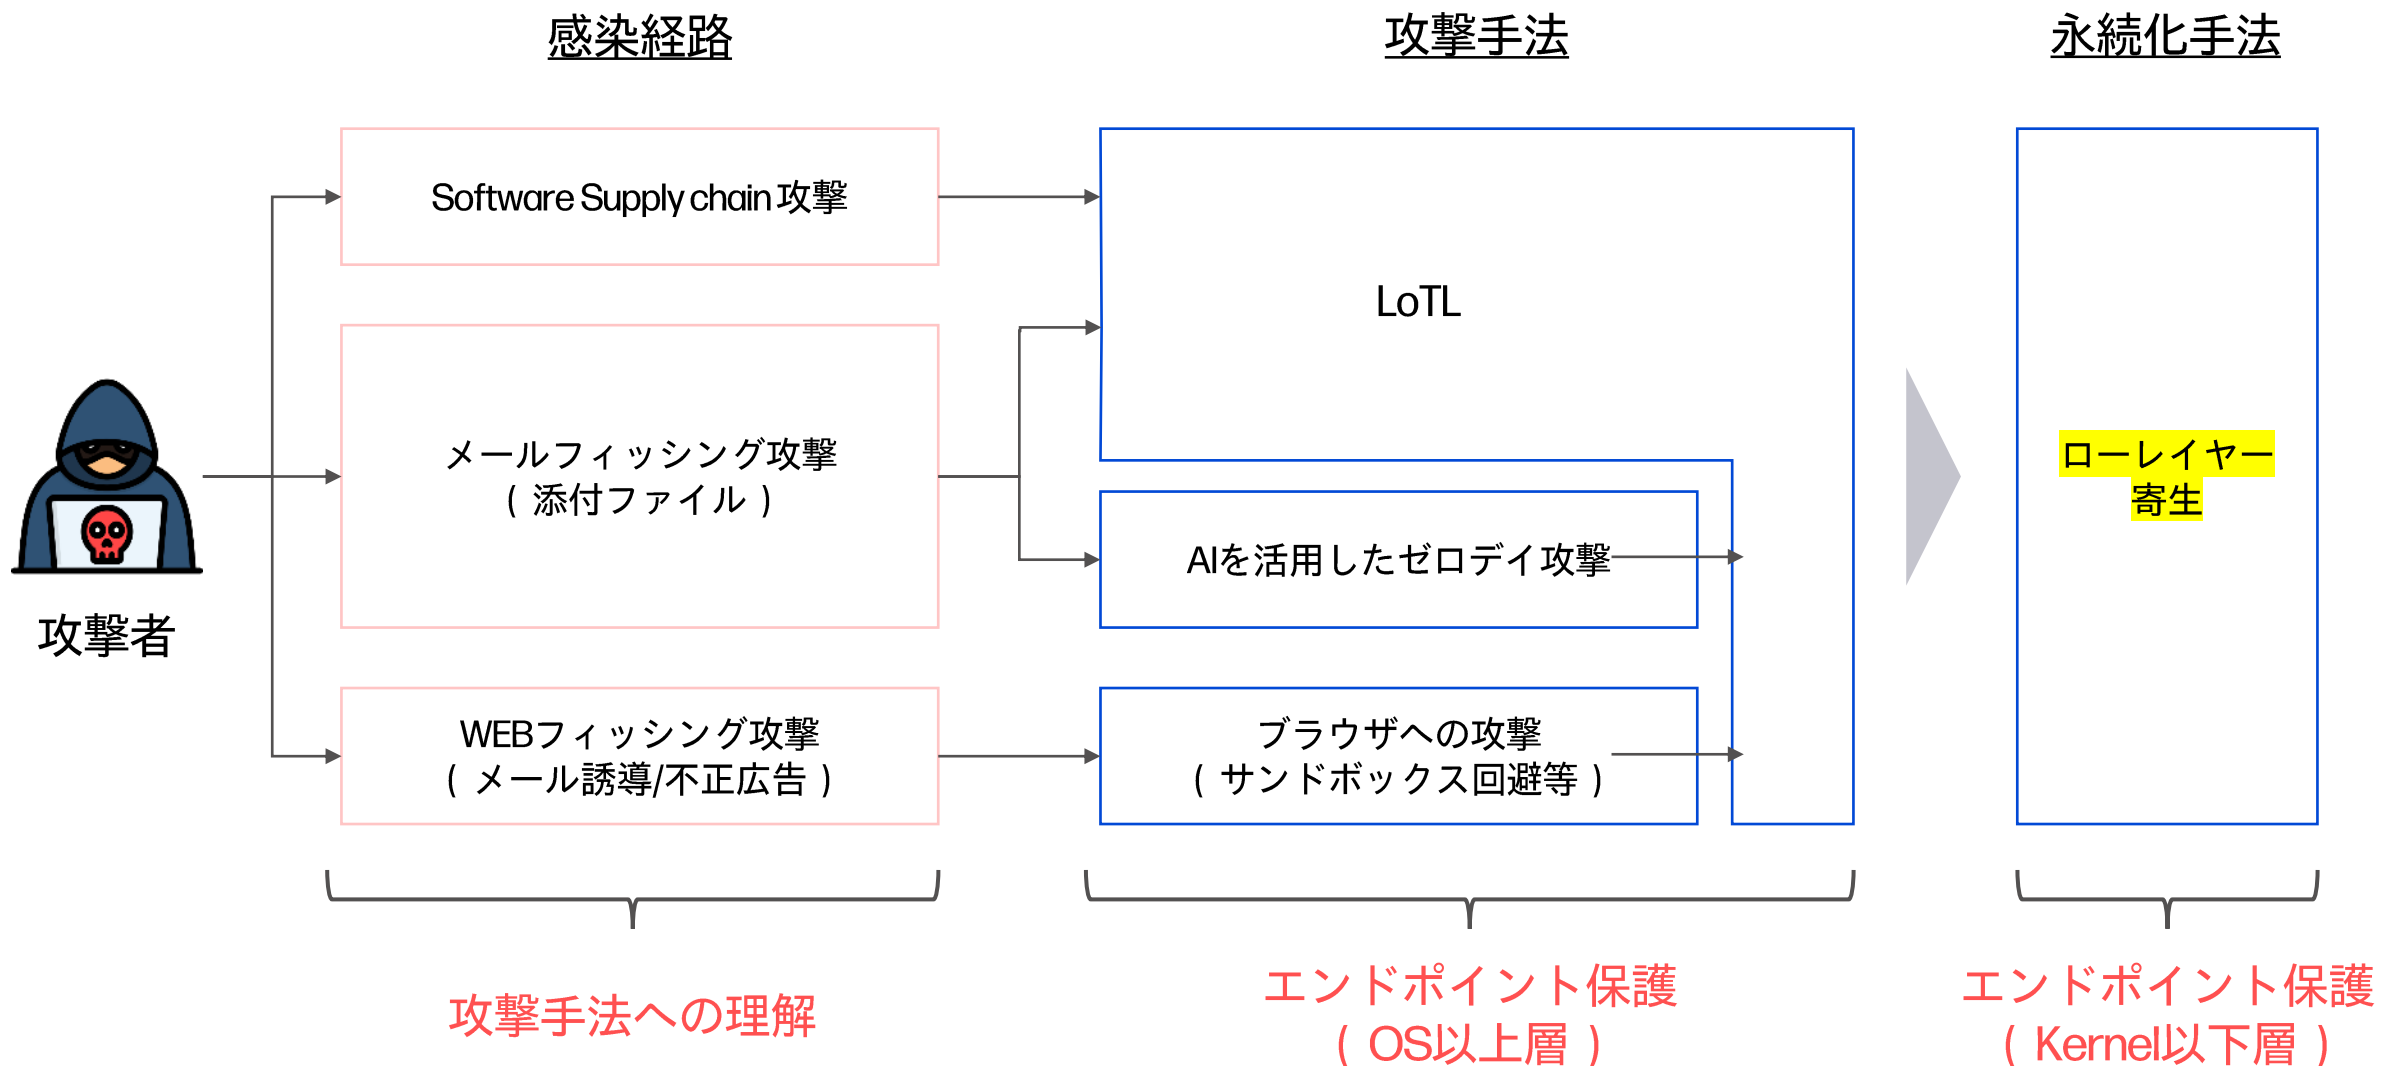 感染経路
攻撃手法
永続化手法
Software Supply chain 攻撃
LoTL
メールフィッシング攻撃
( 添付ファイル )
ローレイヤー
寄生
AIを活用したゼロデイ攻撃
攻撃者
WEBフィッシング攻撃
( メール誘導/不正広告 )
ブラウザへの攻撃
( サンドボックス回避等 )
攻撃手法への理解
エンドポイント保護
( OS以上層 )
エンドポイント保護
( Kernel以下層 )